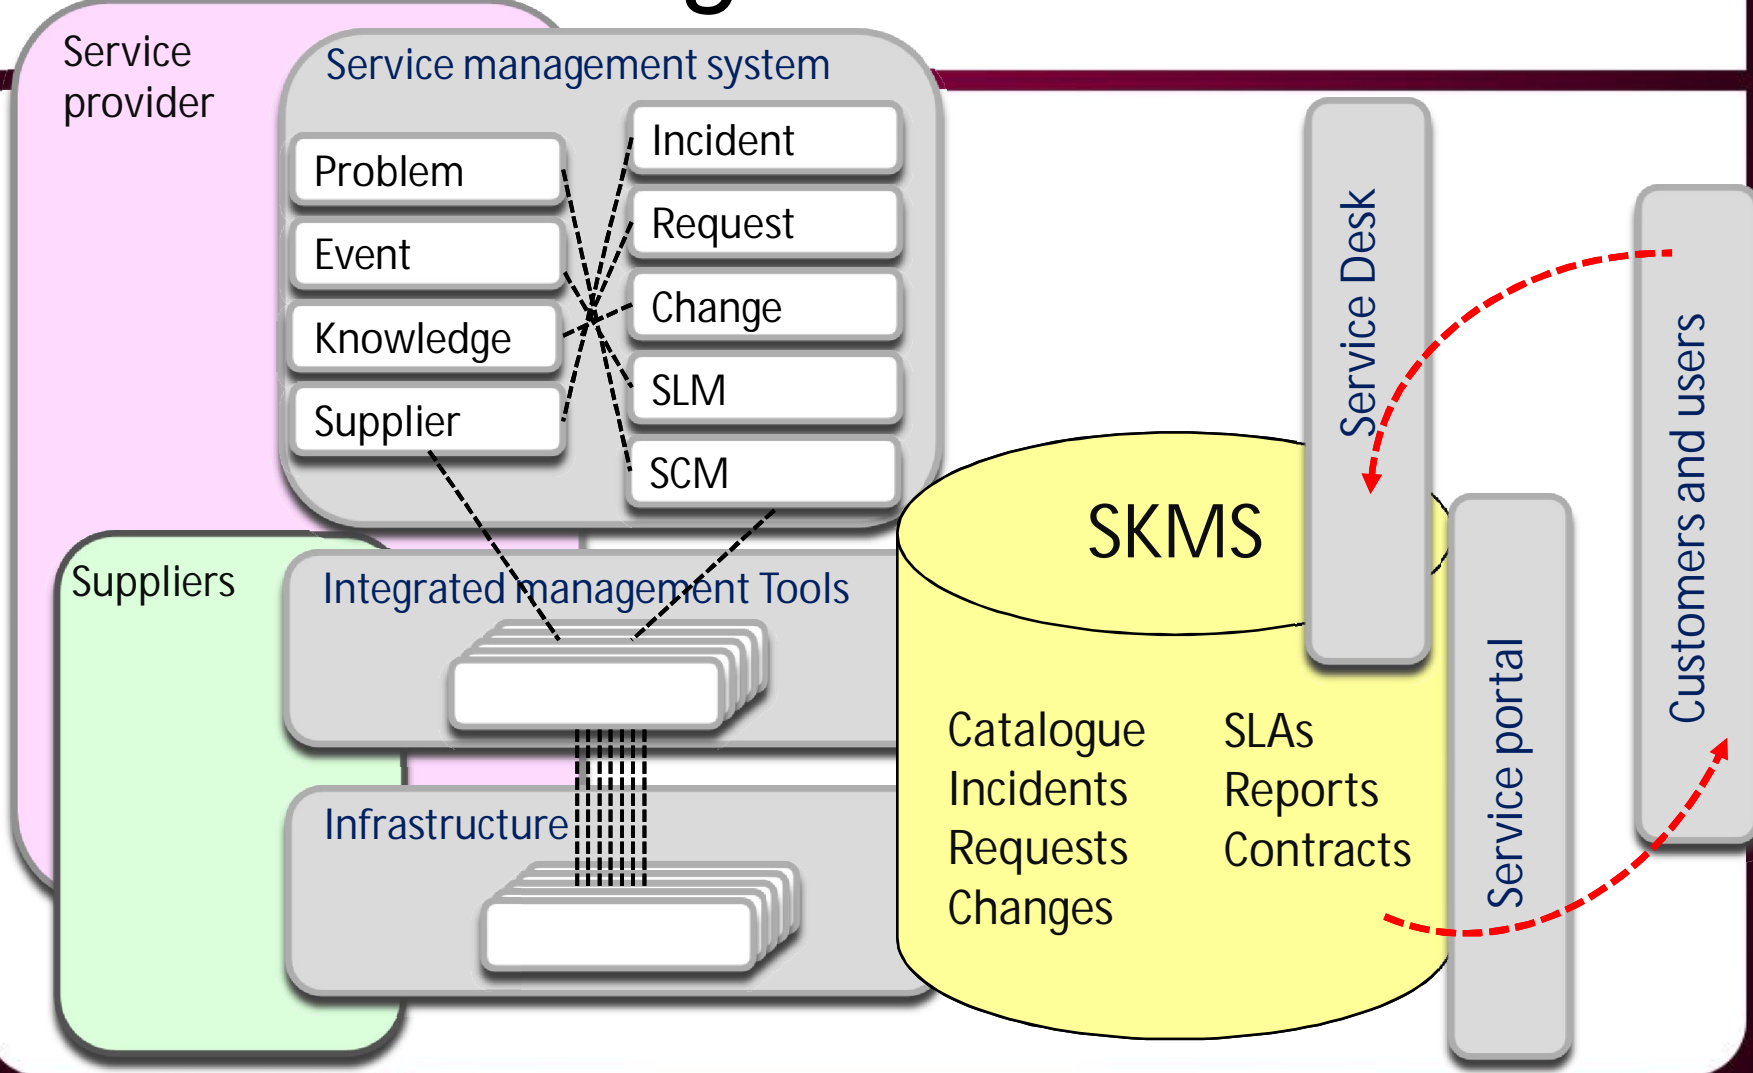 Service
provider
Service management system
Problem
Event
Knowledge
Supplier
Incident
Request
Change
SLM
SCM
Suppliers
Integrated management Tools
Infrastructure
SKMS
Catalogue
Incidents
Requests
Changes
SLAs
Reports
Contracts
Service Desk
Service portal
Customers and users